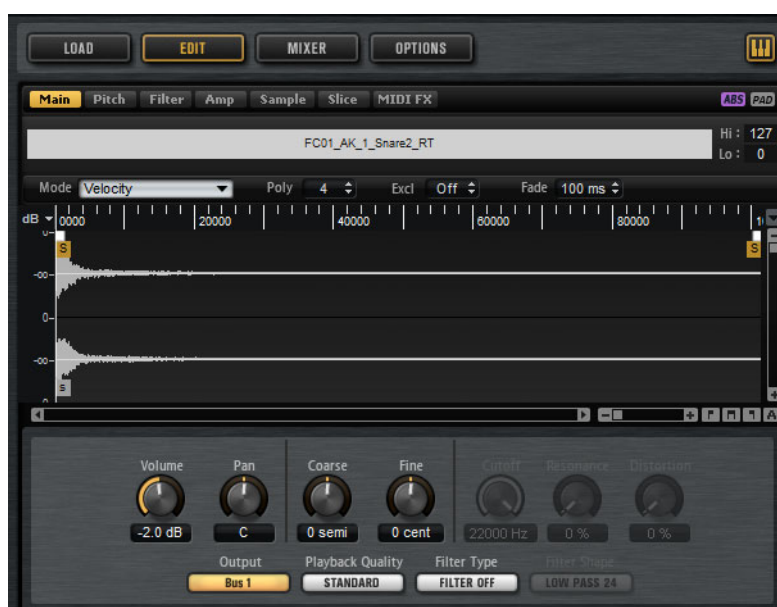 LOAD EDIT MIXER OPTIONS
Main Pitch Filter Amp Sample Slice MIDI FX ABS PAD
FC01_AK_1_Snare2_RT Hi : 127
Lo : 0
Mode Velocity Poly 4 Excl Off Fade 100 ms
dB 0000 20000 40000 60000 80000
0
S S
-∞
0
-∞
s
0
A
Volume Pan Coarse Fine Cutoff Resonance Distortion
-2.0 dB C 0 semi 0 cent 22000 Hz 0 % 0 %
Output Playback Quality Filter Type Filter Shape
Bus 1 STANDARD FILTER OFF LOW PASS 24